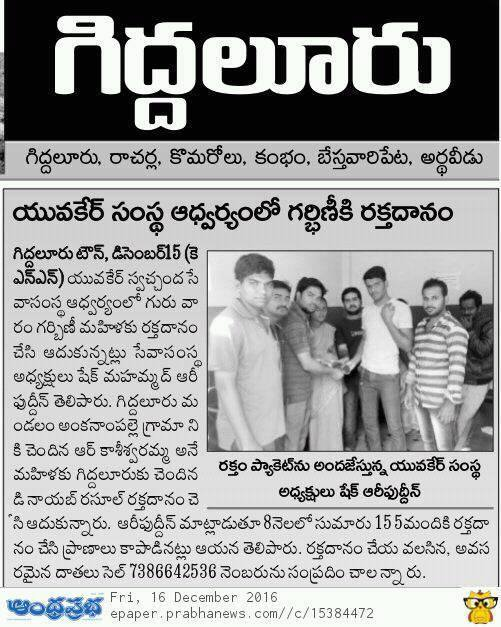 గిద్దలూరు
గిద్దలూరు, రాచర్ల, కొమరోలు, కంభం, బేస్తవారిపేట, అర్ధవీడు
యువకేర్ సంస్థ ఆధ్వర్యంలో గర్భిణీకి రక్తదానం
గిద్దలూరు టౌన్, డిసెంబర్15 (కె
ఎన్ఎన్) యువకేర్ స్వచ్ఛందసే
వాసంస్థ ఆధ్వర్యంలో గురు వా
రం గర్భిణీ మహిళకు రక్తదానం
చేసి ఆదుకున్నట్లు సేవాసంస్థ
అధ్యక్షులు షేక్ మహమ్మద్ ఆరీ
ఫుద్దీన్ తెలిపారు. గిద్దలూరు మ
ండలం అంకనాంపల్లె గ్రామా ని
కి చెందిన ఆర్ కాశీశ్వరమ్మ అనే
మహిళకు గిద్దలూరుకు చెందిన
డి నాయబ్ రసూల్ రక్తదానం చె
సి ఆదుకున్నారు. ఆరీఫుద్దీన్ మాట్లాడుతూ 8నెలలో సుమారు 155మందికి రక్తదా
నం చేసి ప్రాణాలు కాపాడినట్లు ఆయన తెలిపారు. రక్తదానం చేయ వలసిన, అవస
రమైన దాతలు సెల్ 7386642536 నెంబరును సంప్రదిం చాల న్నా రు.
రక్తం ప్యాకెట్‌ను అందజేస్తున్న యువకేర్ సంస్థ
అధ్యక్షులు షేక్ ఆరీఫుద్దీన్
ఆంధ్రప్రభ
Fri, 16 December 2016
epaper.prabhanews.com//c/15384472